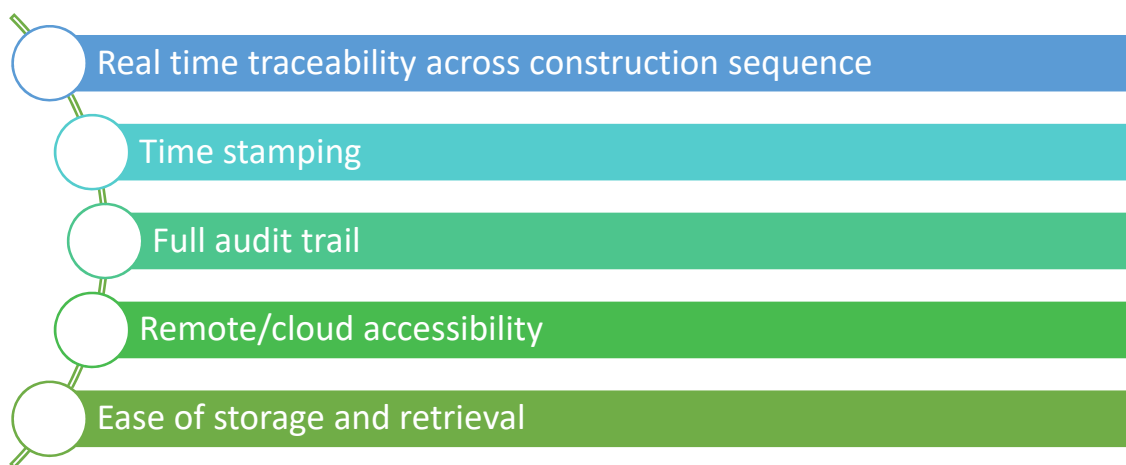 Real time traceability across construction sequence
Time stamping
Full audit trail
Remote/cloud accessibility
Ease of storage and retrieval